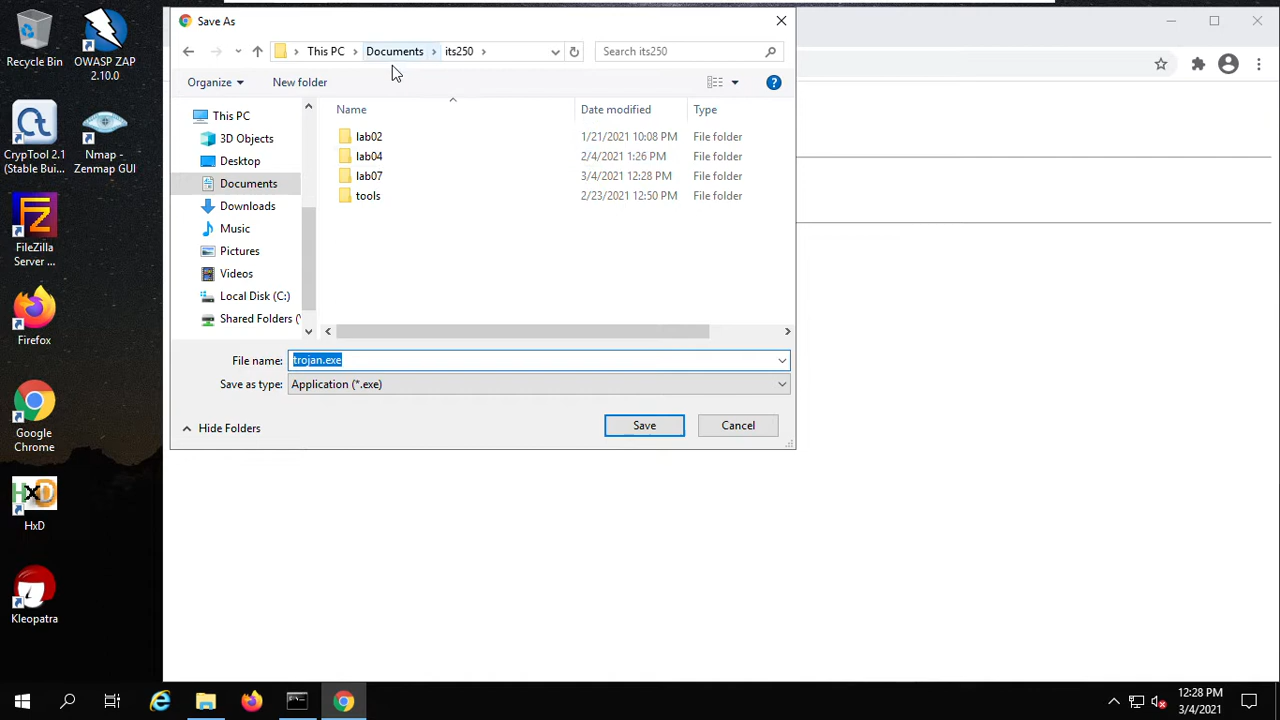 Save As
Recycle Bin
OWASP ZAP
2.10.0
This PC
Documents
its250
Search its250
Organize
New folder
This PC
3D Objects
Desktop
Documents
Downloads
Music
Pictures
Videos
Local Disk (C:)
Shared Folders (
Name
Date modified
Type
lab02
1/21/2021 10:08 PM
File folder
lab04
2/4/2021 1:26 PM
File folder
lab07
3/4/2021 12:28 PM
File folder
tools
2/23/2021 12:50 PM
File folder
CrypTool 2.1
(Stable Bui...
Nmap -
Zenmap GUI
FileZilla
Server ...
Firefox
File name:
trojan.exe
Save as type:
Application (*.exe)
Hide Folders
Save
Cancel
Google
Chrome
HxD
HxD
Kleopatra
12:28 PM
3/4/2021